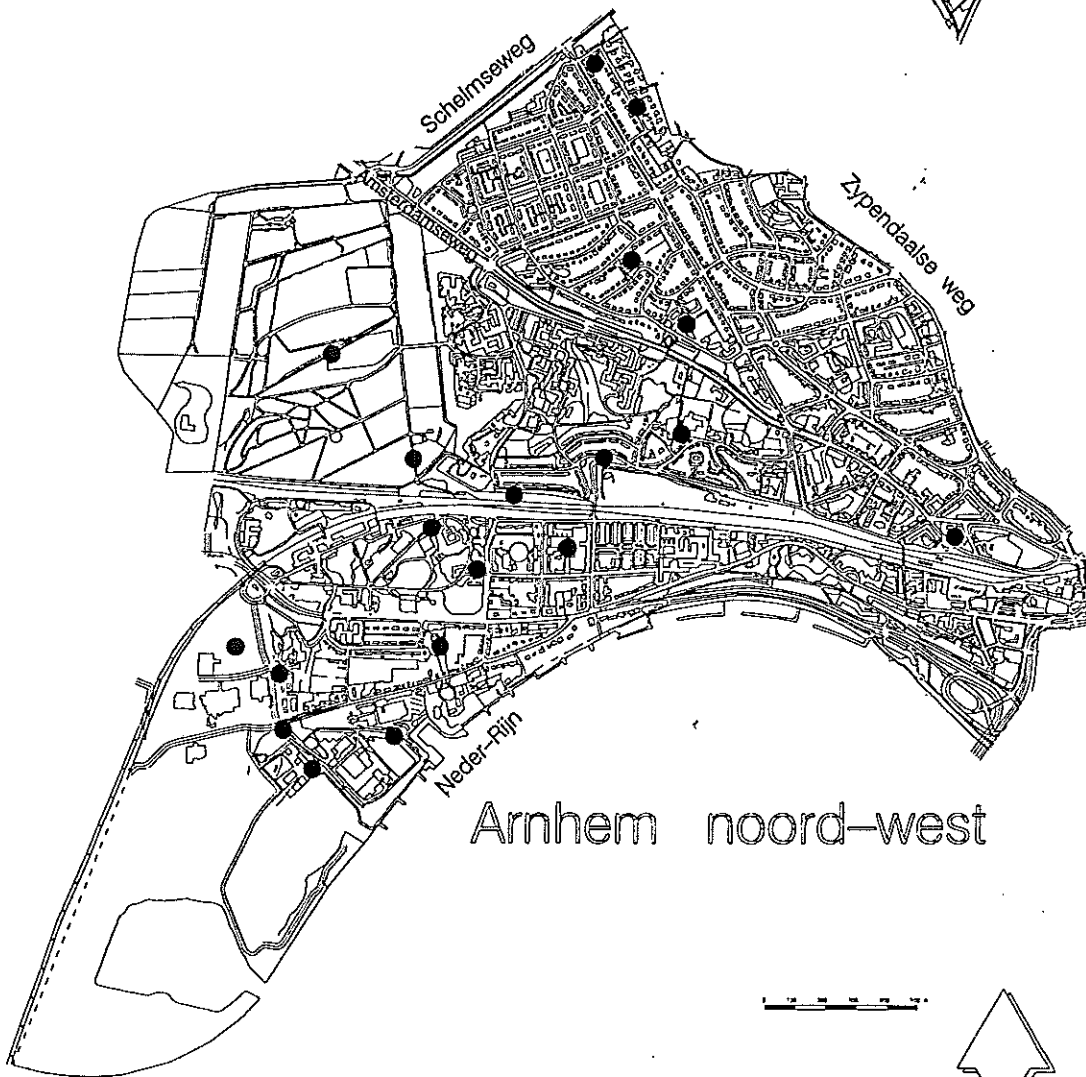 Schelmseweg
Amsterdamseweg
Zypendaalse weg
Neder-Rijn
Arnhem noord-west